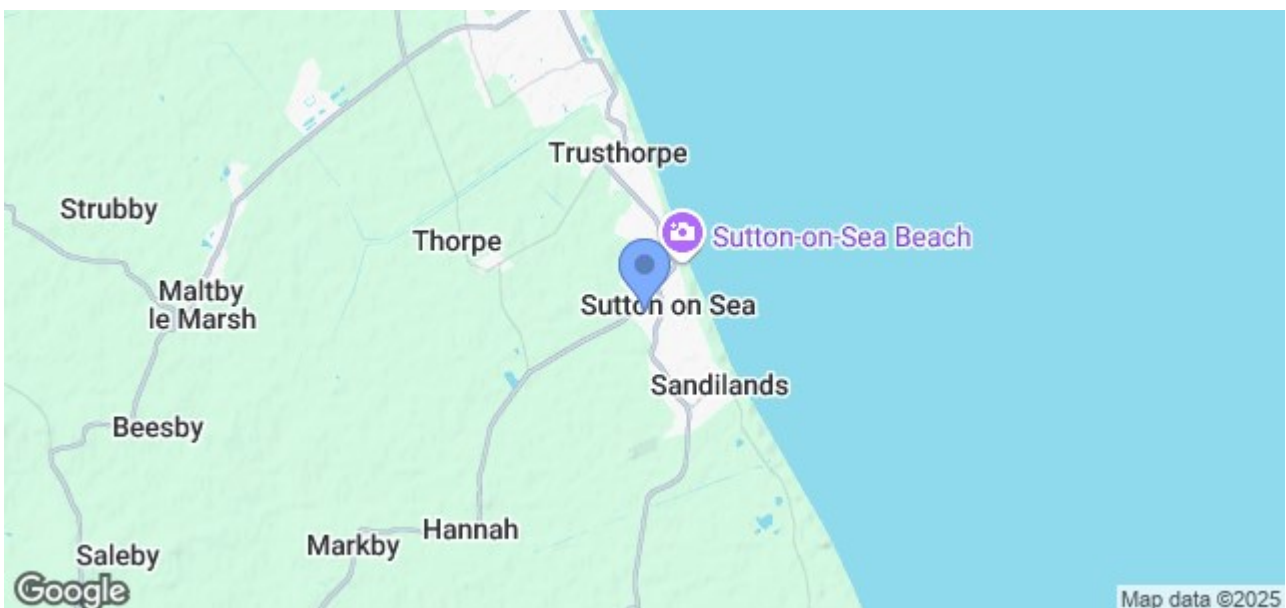 Trusthorpe
Strubby
Thorpe
Sutton-on-Sea Beach
Maltby
le Marsh
Sutton on Sea
Sandilands
Beesby
Hannah
Markby
Saleby
Google
Map data ©2025